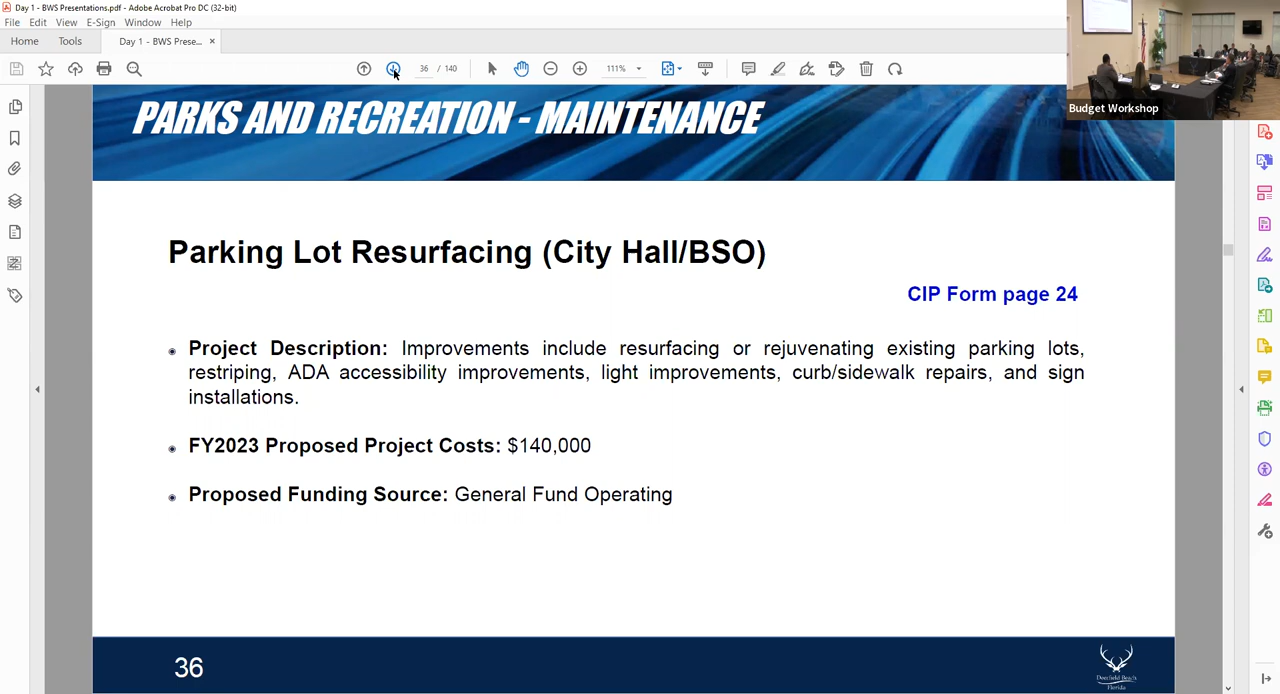 Day 1 - BWS Presentations.pdf - Adobe Acrobat Pro DC (32-bit)
File Edit View E-Sign Window Help
Home Tools Day 1 - BWS Prese... ×
36 / 140 111%
Budget Workshop
PARKS AND RECREATION - MAINTENANCE
Parking Lot Resurfacing (City Hall/BSO)
CIP Form page 24
Project Description: Improvements include resurfacing or rejuvenating existing parking lots,
restriping, ADA accessibility improvements, light improvements, curb/sidewalk repairs, and sign
installations.
FY2023 Proposed Project Costs: $140,000
Proposed Funding Source: General Fund Operating
36
Deerfield Beach
Florida